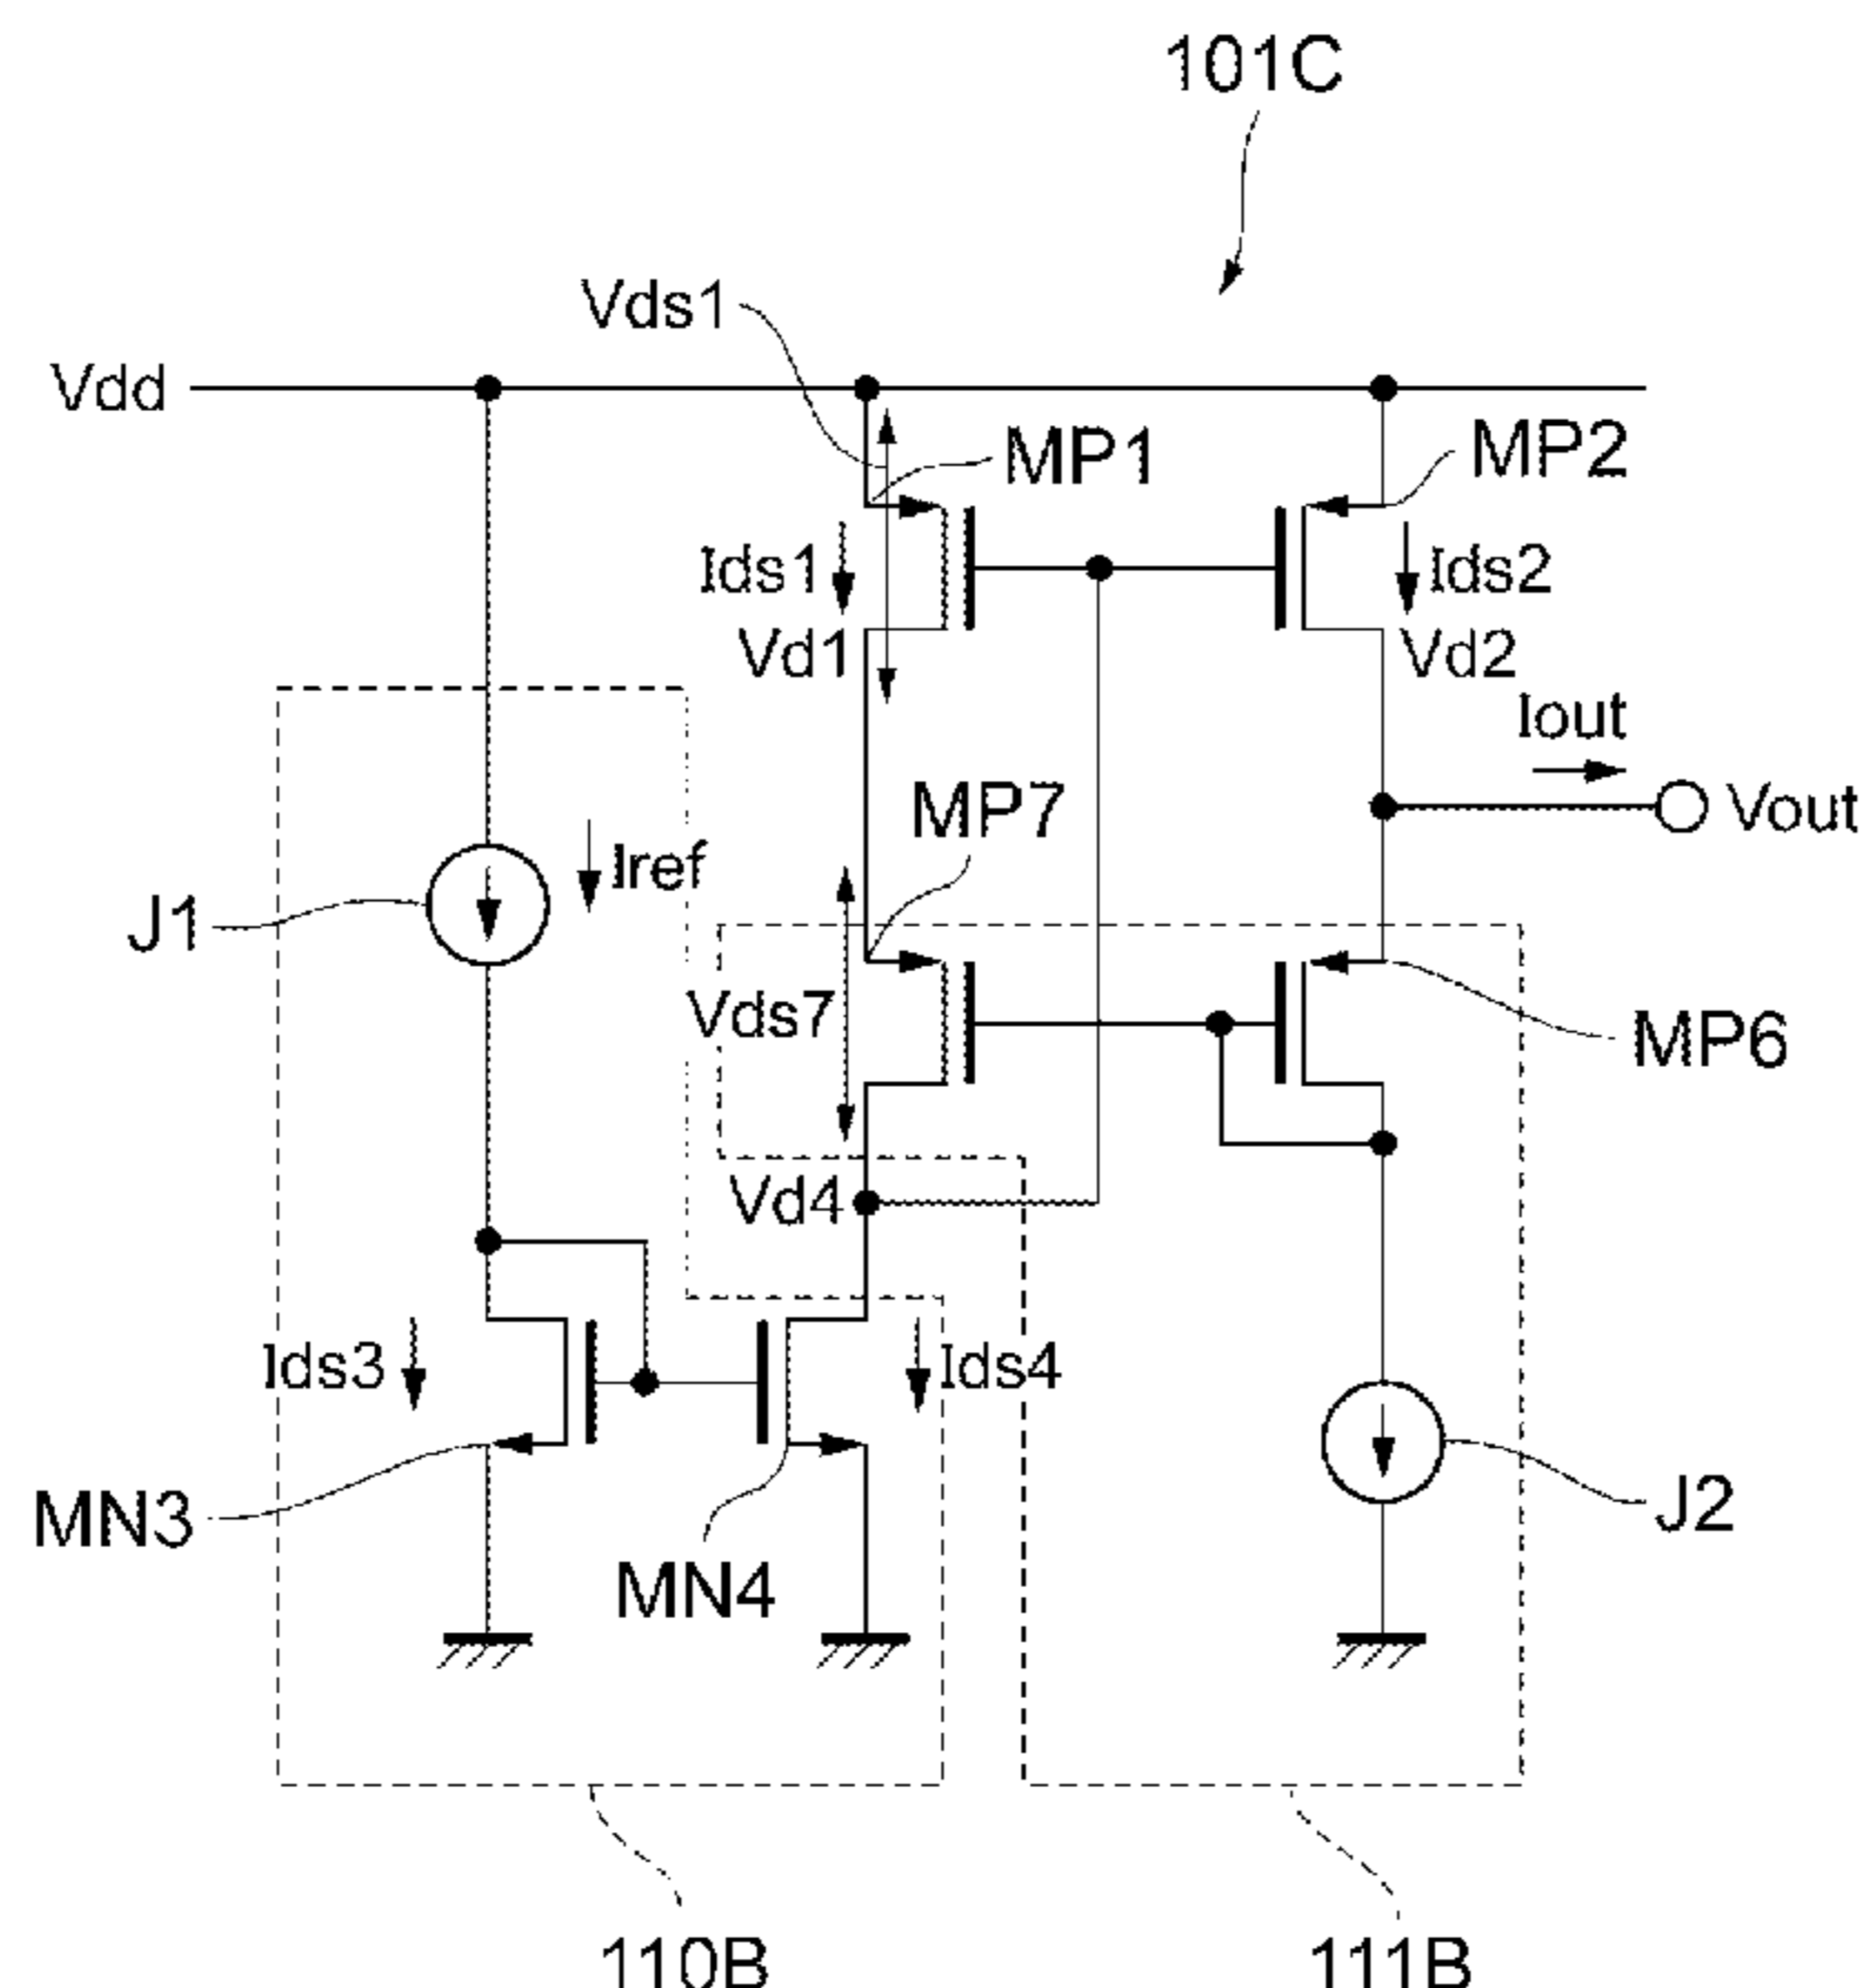 101C
Vds1
Vdd
MP1
MP2
Ids1
Ids2
Vd1
Vd2
Iout
MP7
Vout
Iref
J1
Vds7
MP6
Vd4
Ids3
Ids4
MN3
MN4
J2
110B
111B